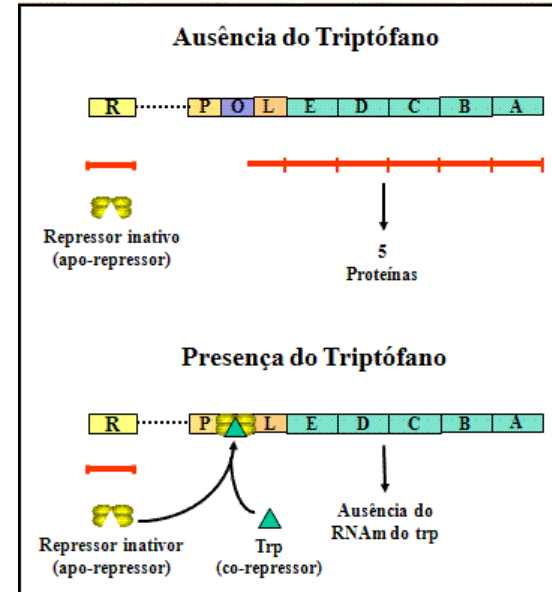 Ausência do Triptófano
R P O L E D C B A
Repressor inativo
(apo-repressor)
5
Proteínas
Presença do Triptófano
R P L E D C B A
Repressor inativor
(apo-repressor)
Trp
(co-repressor)
Ausência do
RNAm do trp